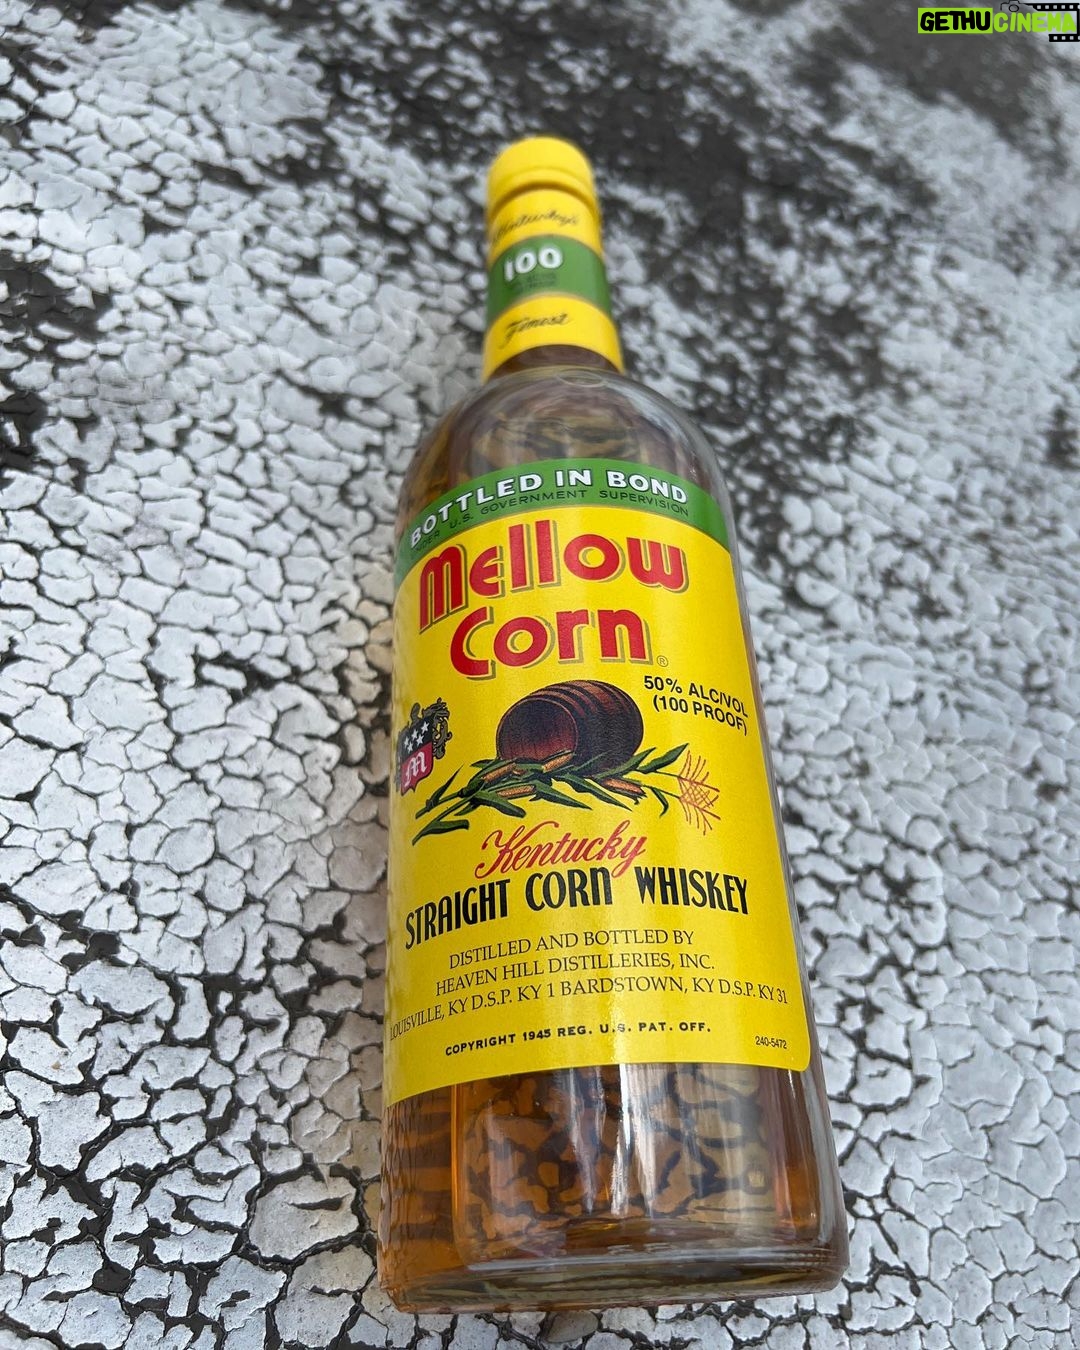 GETHUCINEMA
Kentucky's
100
Finest
BOTTLED IN BOND
UNDER U.S. GOVERNMENT SUPERVISION
Mellow
Corn®
50% ALC/VOL
(100 PROOF)
M
Kentucky
STRAIGHT CORN WHISKEY
DISTILLED AND BOTTLED BY
HEAVEN HILL DISTILLERIES, INC.
LOUISVILLE, KY D.S.P. KY 1 BARDSTOWN, KY D.S.P. KY 31
COPYRIGHT 1945 REG. U.S. PAT. OFF.
240-5472